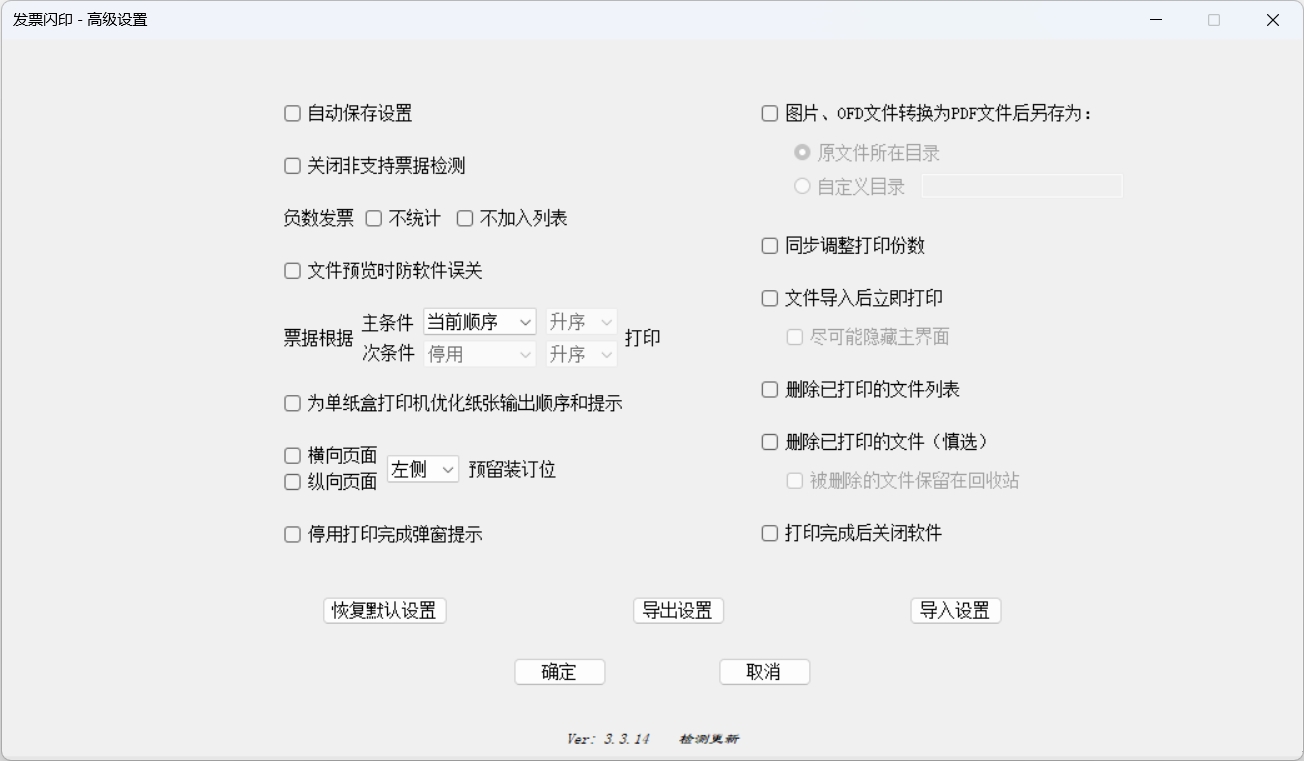 发票闪印 - 高级设置
自动保存设置
关闭非支持票据检测
负数发票 不统计 不加入列表
文件预览时防软件误关
票据根据 主条件 当前顺序 升序 打印
次条件 停用 升序
为单纸盒打印机优化纸张输出顺序和提示
横向页面
纵向页面
左侧 预留装订位
停用打印完成弹窗提示
图片、OFD文件转换为PDF文件后另存为：
原文件所在目录
自定义目录
同步调整打印份数
文件导入后立即打印
尽可能隐藏主界面
删除已打印的文件列表
删除已打印的文件（慎选）
被删除的文件保留在回收站
打印完成后关闭软件
恢复默认设置 导出设置 导入设置
确定 取消
Ver: 3.3.14 检测更新